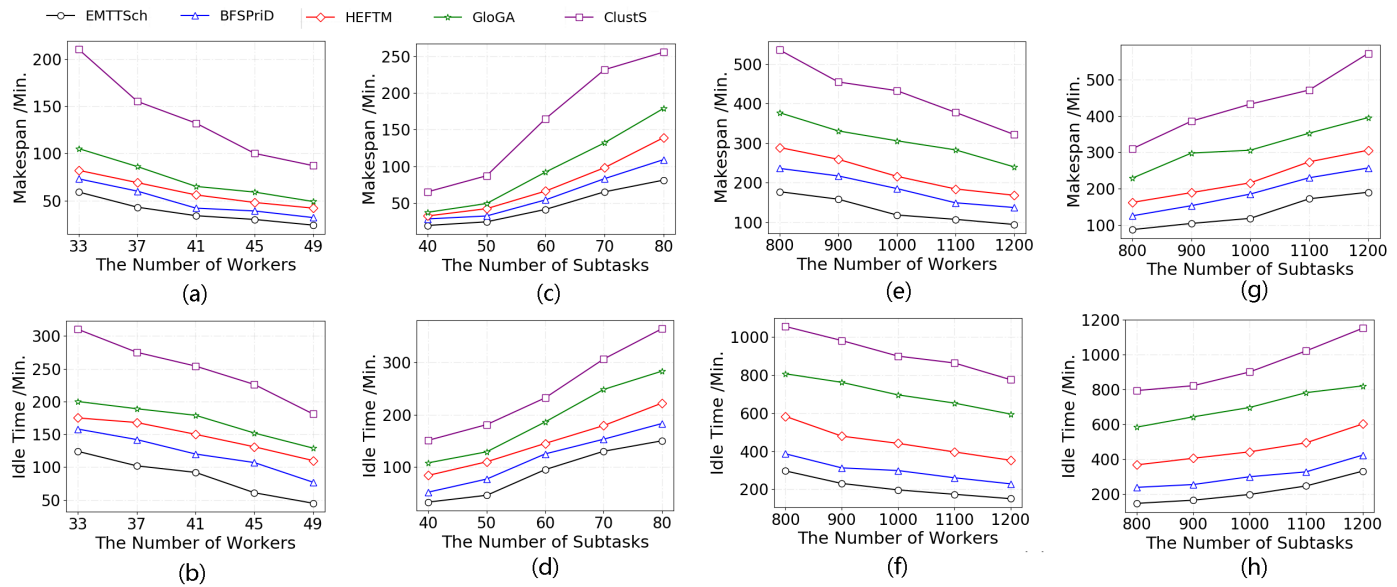 EMTTSch BFSPriD HEFTM GloGA ClustS
Makespan /Min.
200
150
100
50
33 37 41 45 49
The Number of Workers
(a)
Makespan /Min.
250
200
150
100
50
40 50 60 70 80
The Number of Subtasks
(c)
Makespan /Min.
500
400
300
200
100
800 900 1000 1100 1200
The Number of Workers
(e)
Makespan /Min.
500
400
300
200
100
800 900 1000 1100 1200
The Number of Subtasks
(g)
Idle Time /Min.
300
250
200
150
100
50
33 37 41 45 49
The Number of Workers
(b)
Idle Time /Min.
300
200
100
40 50 60 70 80
The Number of Subtasks
(d)
Idle Time /Min.
1000
800
600
400
200
800 900 1000 1100 1200
The Number of Workers
(f)
Idle Time /Min.
1200
1000
800
600
400
200
800 900 1000 1100 1200
The Number of Subtasks
(h)